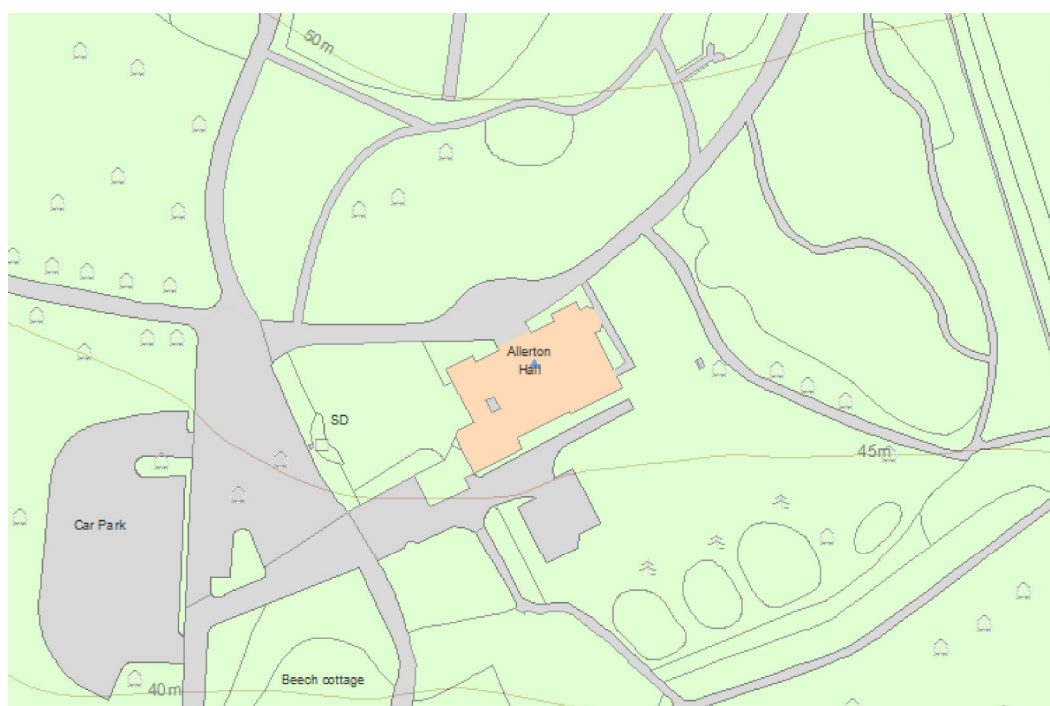 50m
Allerton
Hall
SD
45m
Car Park
Beech cottage
40m